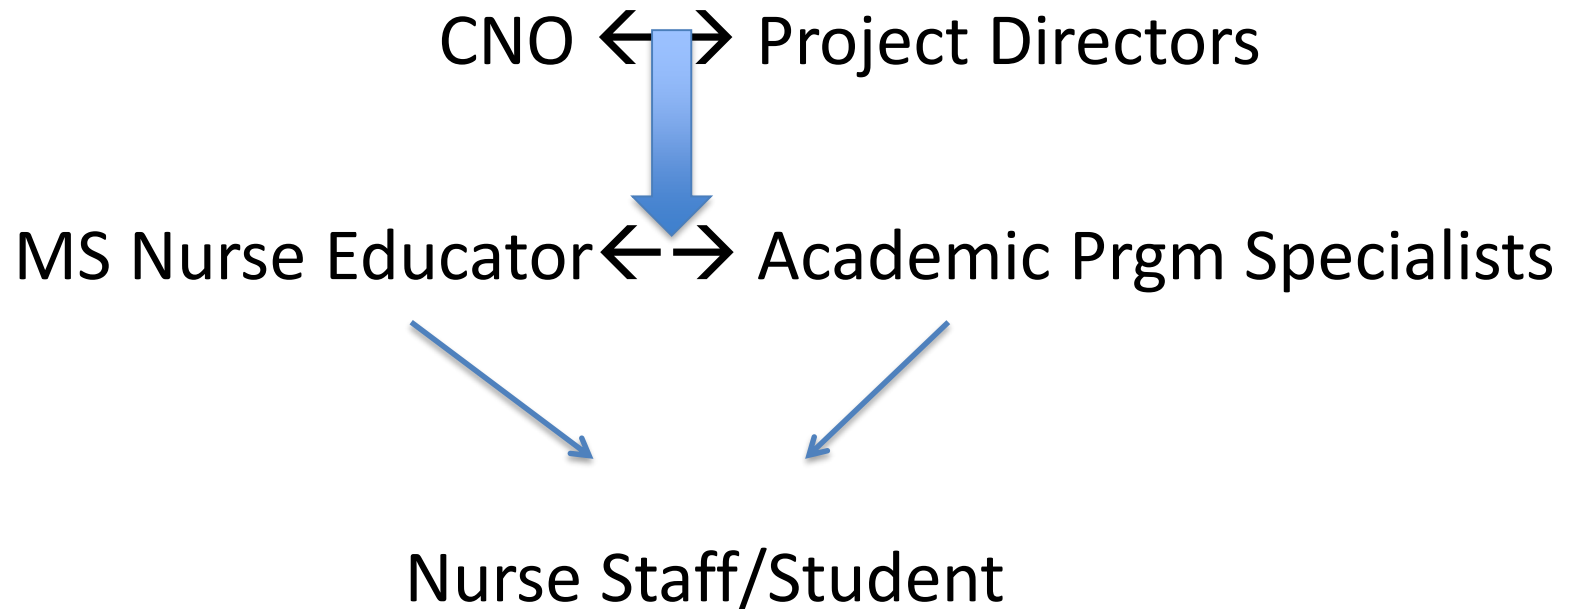 CNO ←→ Project Directors
MS Nurse Educator←→ Academic Prgm Specialists
Nurse Staff/Student